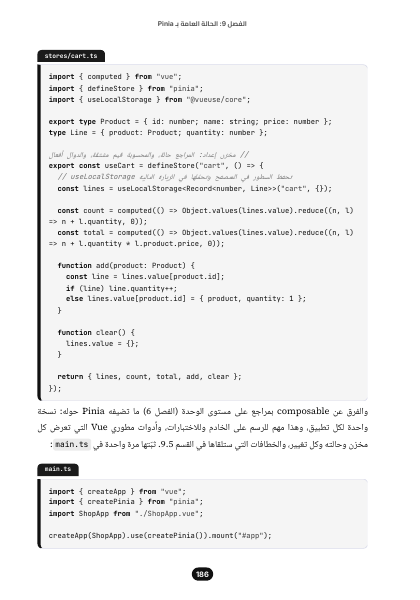 الفصل 9: الحالة العامة بـ Pinia
stores/cart.ts
import { computed } from "vue";
import { defineStore } from "pinia";
import { useLocalStorage } from "@vueuse/core";
export type Product = { id: number; name: string; price: number };
type Line = { product: Product; quantity: number };
// مخزن إعداد: المراجع حالة، والمحسوبة قيم مشتقة، والدوال أفعال
export const useCart = defineStore("cart", () => {
// useLocalStorage تحفظ السطور في المتصفح وتحملها في الزيارة التالية
const lines = useLocalStorage<Record<number, Line>>("cart", {});
const count = computed(() => Object.values(lines.value).reduce((n, l)
=> n + l.quantity, 0));
const total = computed(() => Object.values(lines.value).reduce((n, l)
=> n + l.quantity * l.product.price, 0));
function add(product: Product) {
const line = lines.value[product.id];
if (line) line.quantity++;
else lines.value[product.id] = { product, quantity: 1 };
}
function clear() {
lines.value = {};
}
return { lines, count, total, add, clear };
});
والفرق عن composable بمراجع على مستوى الوحدة (الفصل 6) ما تضيفه Pinia حوله: نسخة
واحدة لكل تطبيق، وهذا مهم للرسم على الخادم وللاختبارات، وأدوات مطوري Vue التي تعرض كل
مخزن وحالته وكل تغيير، والخطافات التي ستلقاها في القسم 9.5. ثبّتها مرة واحدة في main.ts:
main.ts
import { createApp } from "vue";
import { createPinia } from "pinia";
import ShopApp from "./ShopApp.vue";
createApp(ShopApp).use(createPinia()).mount("#app");
186